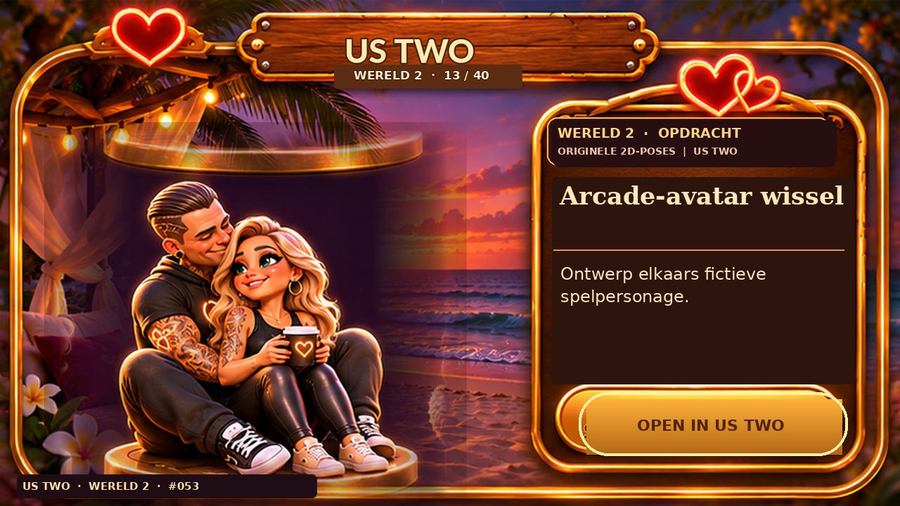 US TWO
WERELD 2 · 13 / 40
WERELD 2 · OPDRACHT
ORIGINELE 2D-POSES | US TWO
Arcade-avatar wissel
Ontwerp elkaars fictieve
spelpersonage.
OPEN IN US TWO
US TWO · WERELD 2 · #053